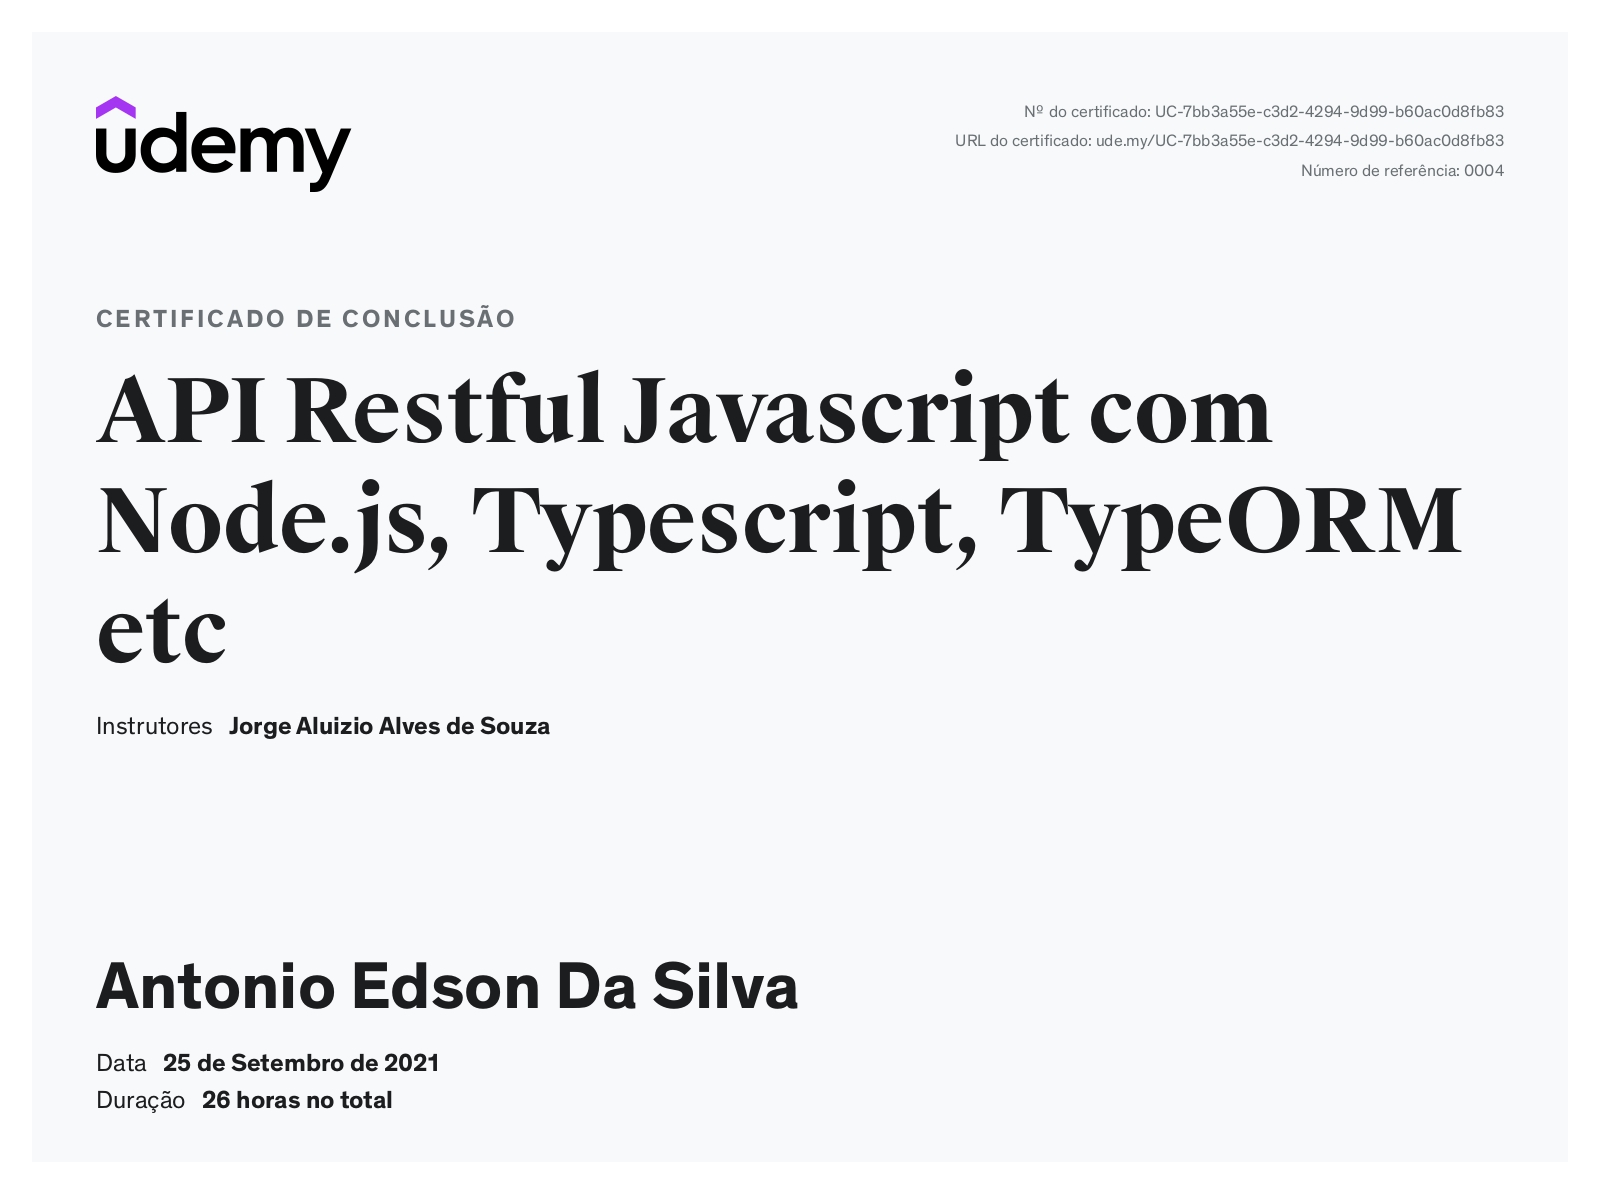 udemy
Nº do certificado: UC-7bb3a55e-c3d2-4294-9d99-b60ac0d8fb83
URL do certificado: ude.my/UC-7bb3a55e-c3d2-4294-9d99-b60ac0d8fb83
Número de referência: 0004
CERTIFICADO DE CONCLUSÃO
API Restful Javascript com
Node.js, Typescript, TypeORM
etc
Instrutores Jorge Aluizio Alves de Souza
Antonio Edson Da Silva
Data 25 de Setembro de 2021
Duração 26 horas no total